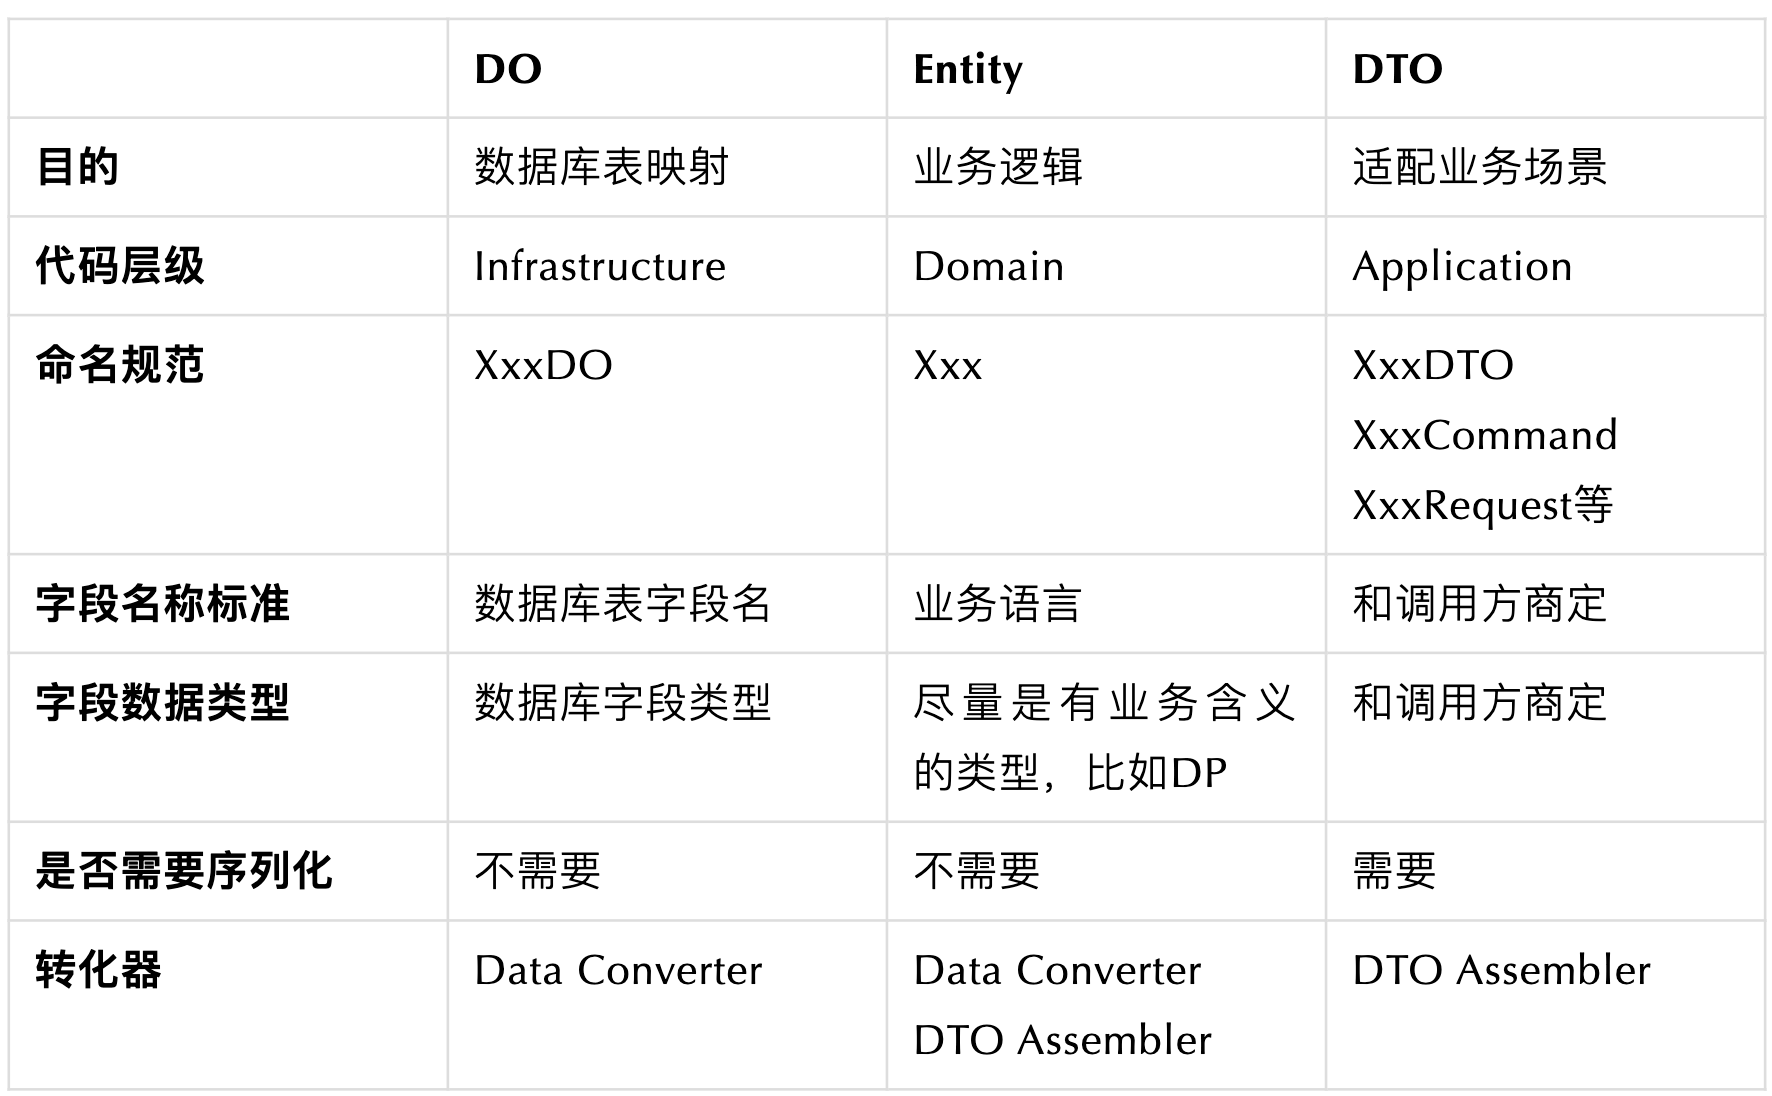 DO Entity DTO
目的 数据库表映射 业务逻辑 适配业务场景
代码层级 Infrastructure Domain Application
命名规范 XxxDO Xxx XxxDTO
XxxCommand
XxxRequest等
字段名称标准 数据库表字段名 业务语言 和调用方商定
字段数据类型 数据库字段类型 尽量是有业务含义 和调用方商定
的类型，比如DP
是否需要序列化 不需要 不需要 需要
转化器 Data Converter Data Converter DTO Assembler
DTO Assembler